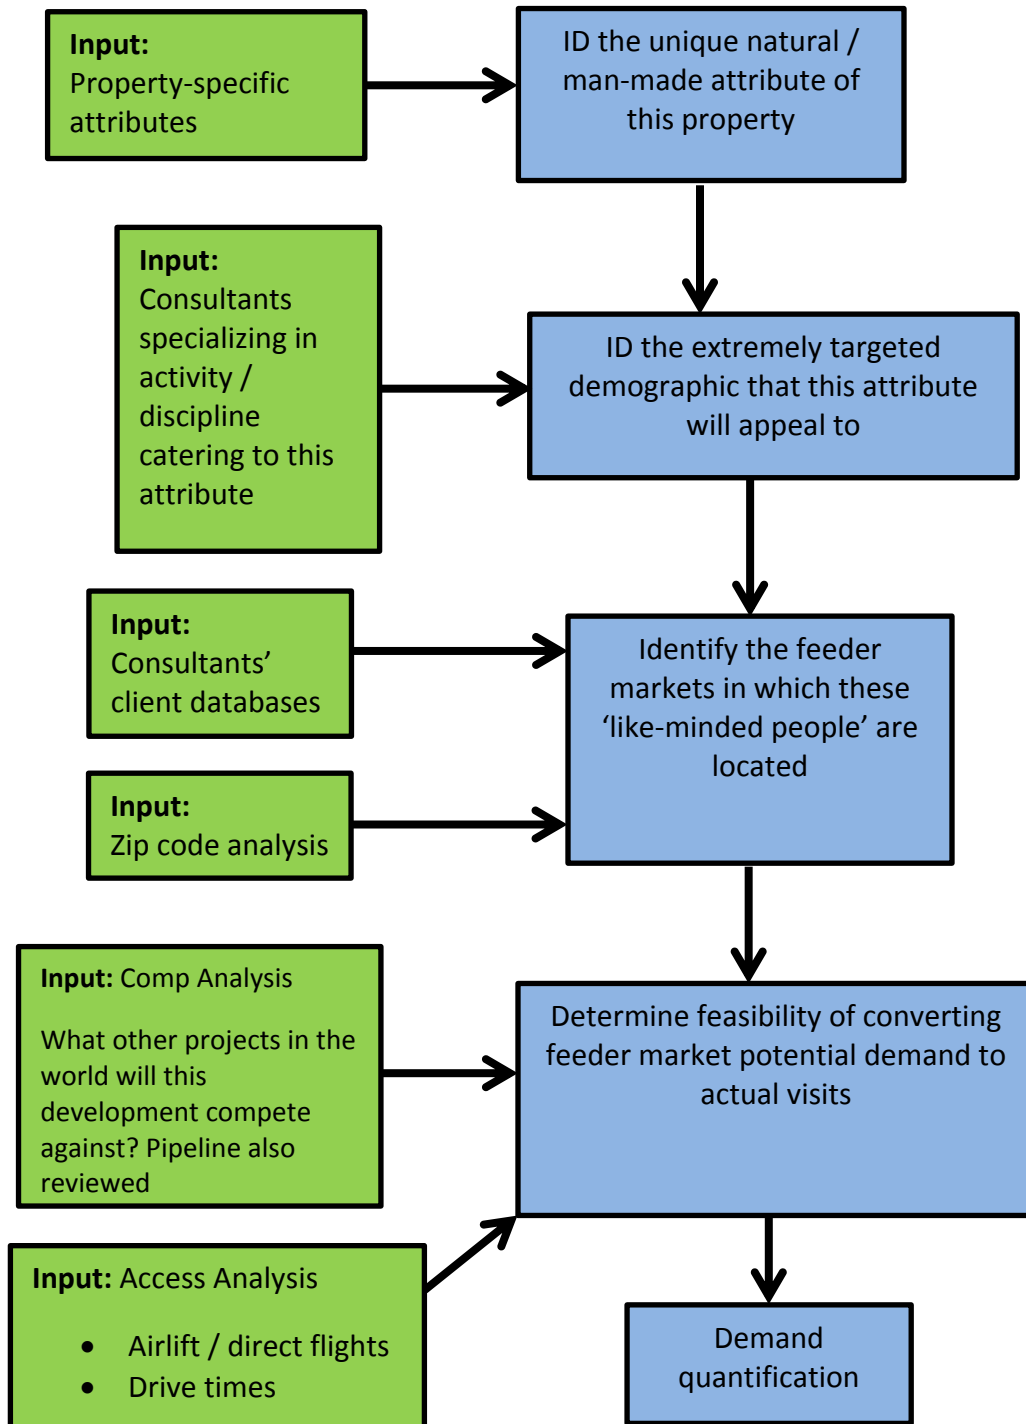 Input:
Property-specific
attributes
ID the unique natural /
man-made attribute of
this property
Input:
Consultants
specializing in
activity /
discipline
catering to this
attribute
ID the extremely targeted
demographic that this attribute
will appeal to
Input:
Consultants’
client databases
Identify the feeder
markets in which these
‘like-minded people’ are
located
Input:
Zip code analysis
Input: Comp Analysis
What other projects in the
world will this
development compete
against? Pipeline also
reviewed
Determine feasibility of converting
feeder market potential demand to
actual visits
Input: Access Analysis
• Airlift / direct flights
• Drive times
Demand
quantification